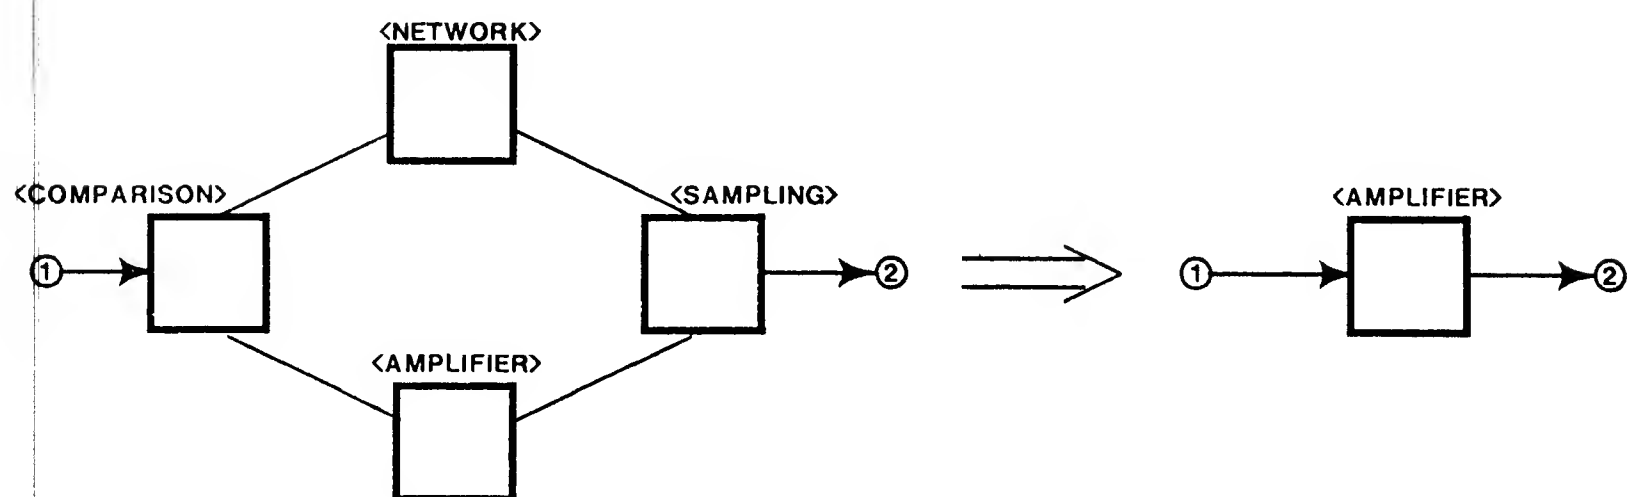 <NETWORK>
<COMPARISON>
<SAMPLING>
<AMPLIFIER>
1
2
1
2
<AMPLIFIER>